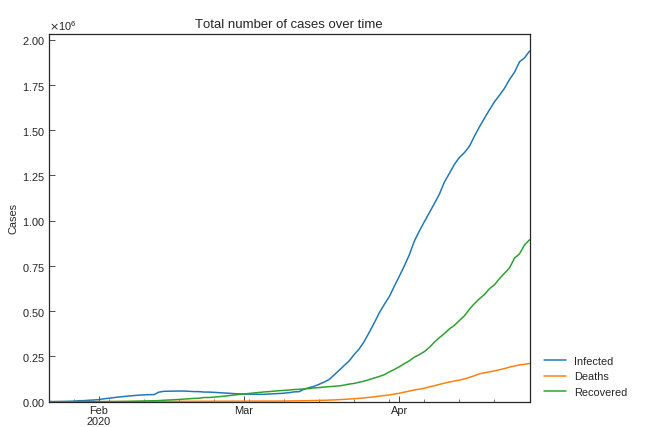 Total number of cases over time
×10⁶
2.00
1.75
1.50
1.25
1.00
0.75
0.50
0.25
0.00
Cases
Feb
2020
Mar
Apr
Infected
Deaths
Recovered